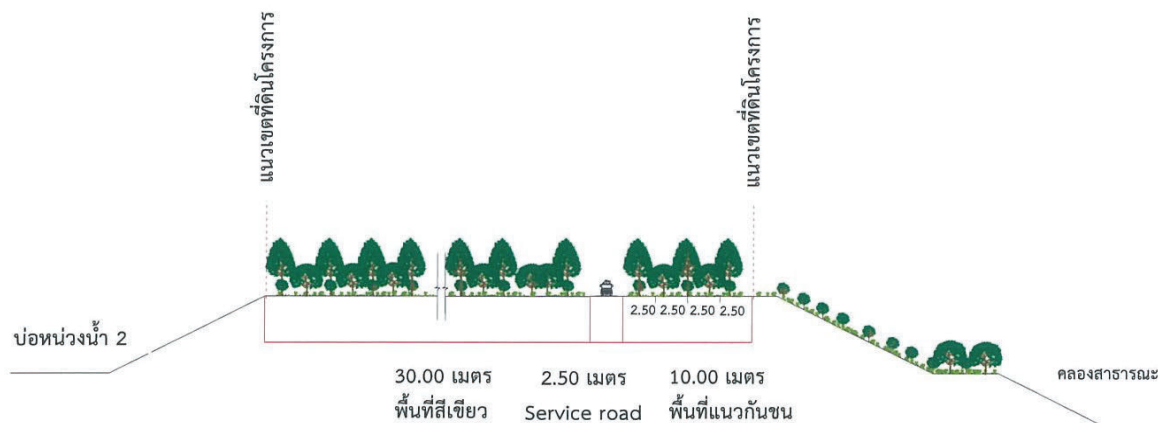 แนวเขตที่ดินโครงการ
แนวเขตที่ดินโครงการ
2.50 2.50 2.50 2.50
บ่อหน่วงน้ำ 2
คลองสาธารณะ
30.00 เมตร
พื้นที่สีเขียว
2.50 เมตร
Service road
10.00 เมตร
พื้นที่แนวกันชน